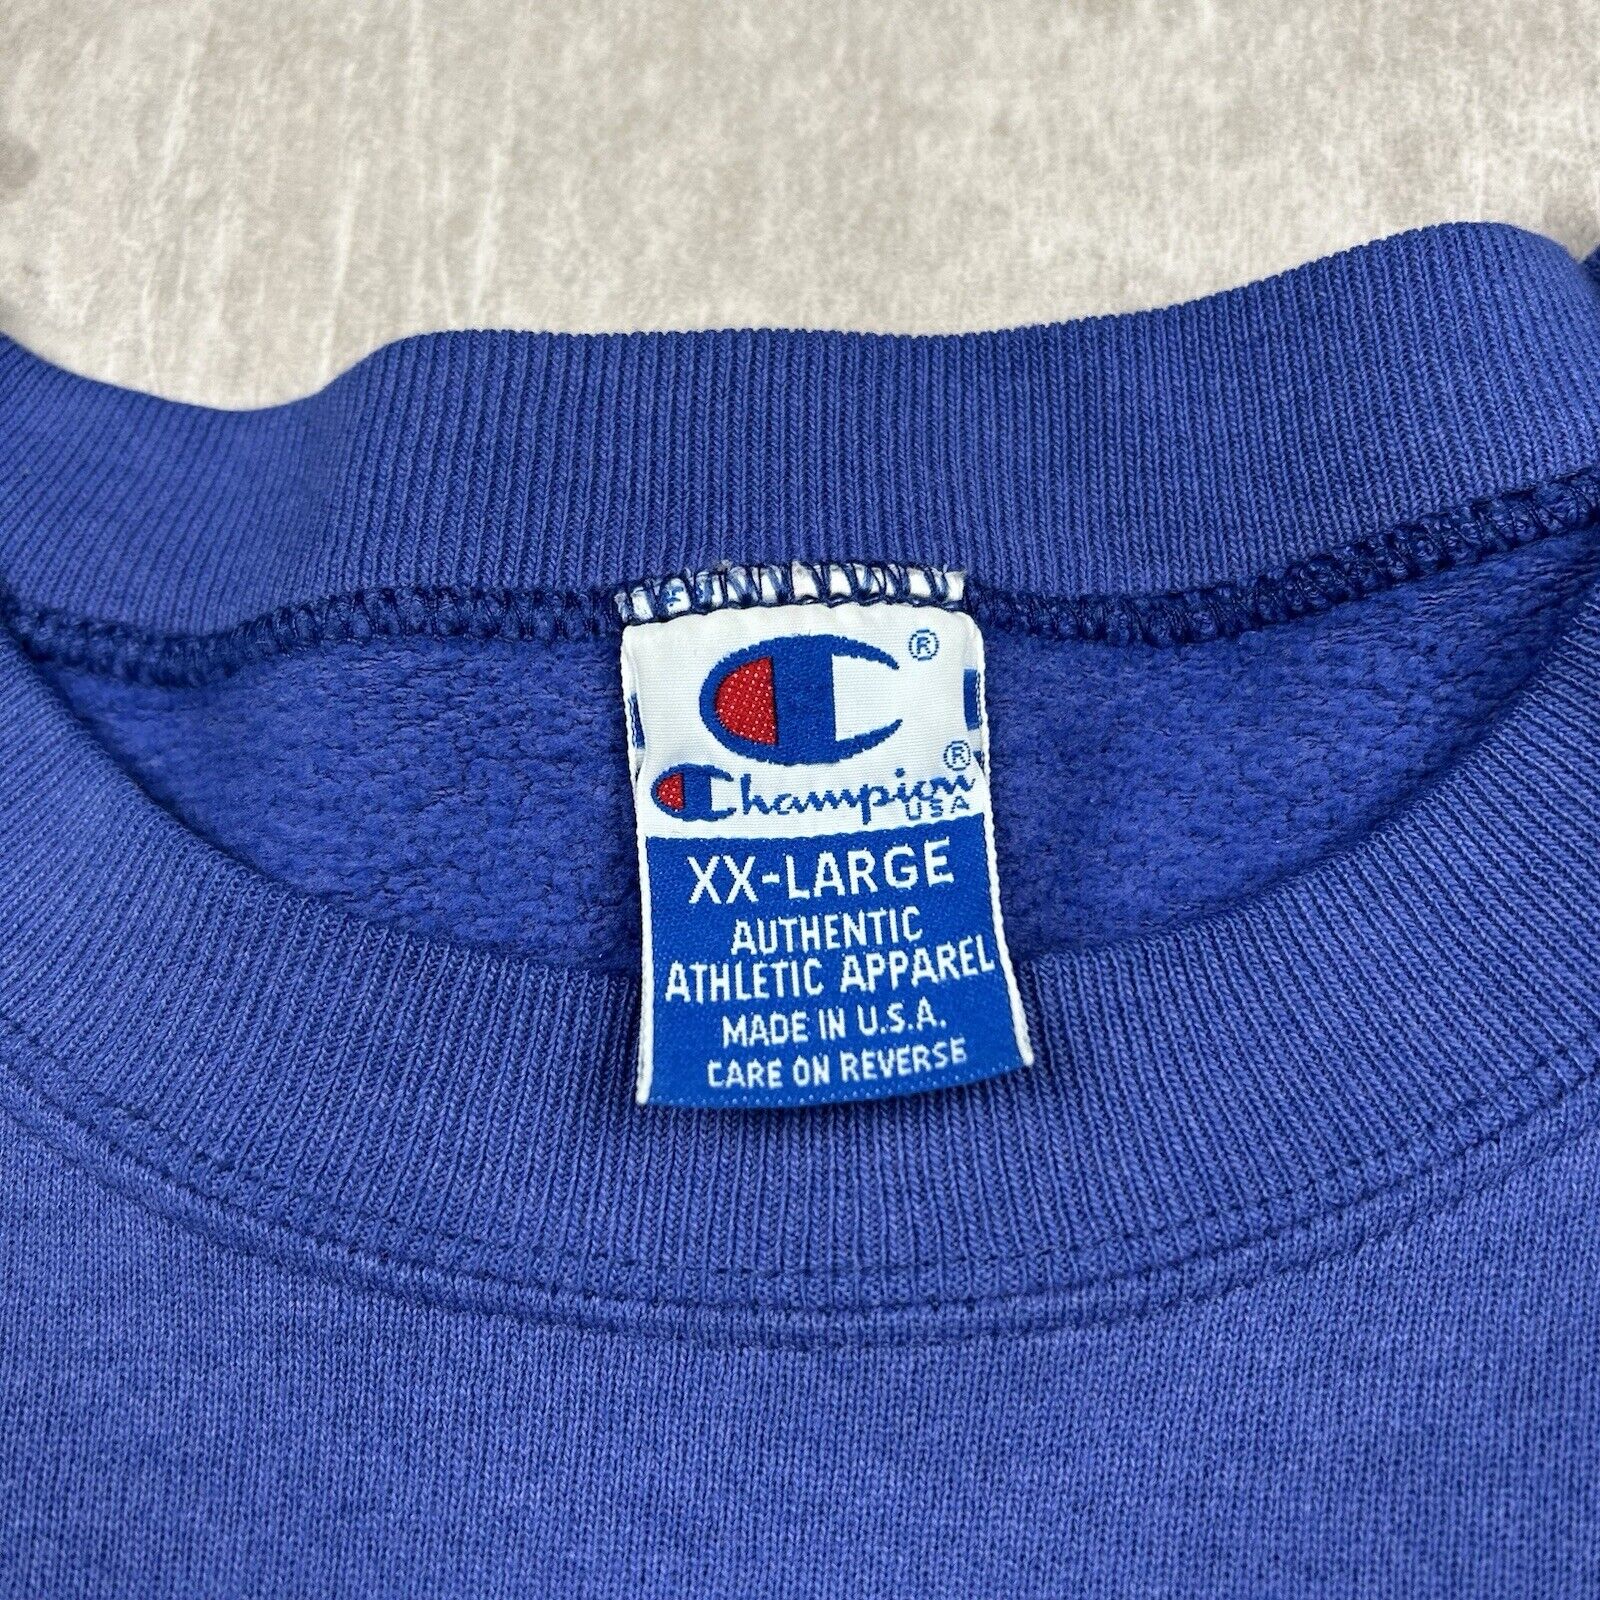 ®
Champion®
USA
XX-LARGE
AUTHENTIC
ATHLETIC APPAREL
MADE IN U.S.A.
CARE ON REVERSE